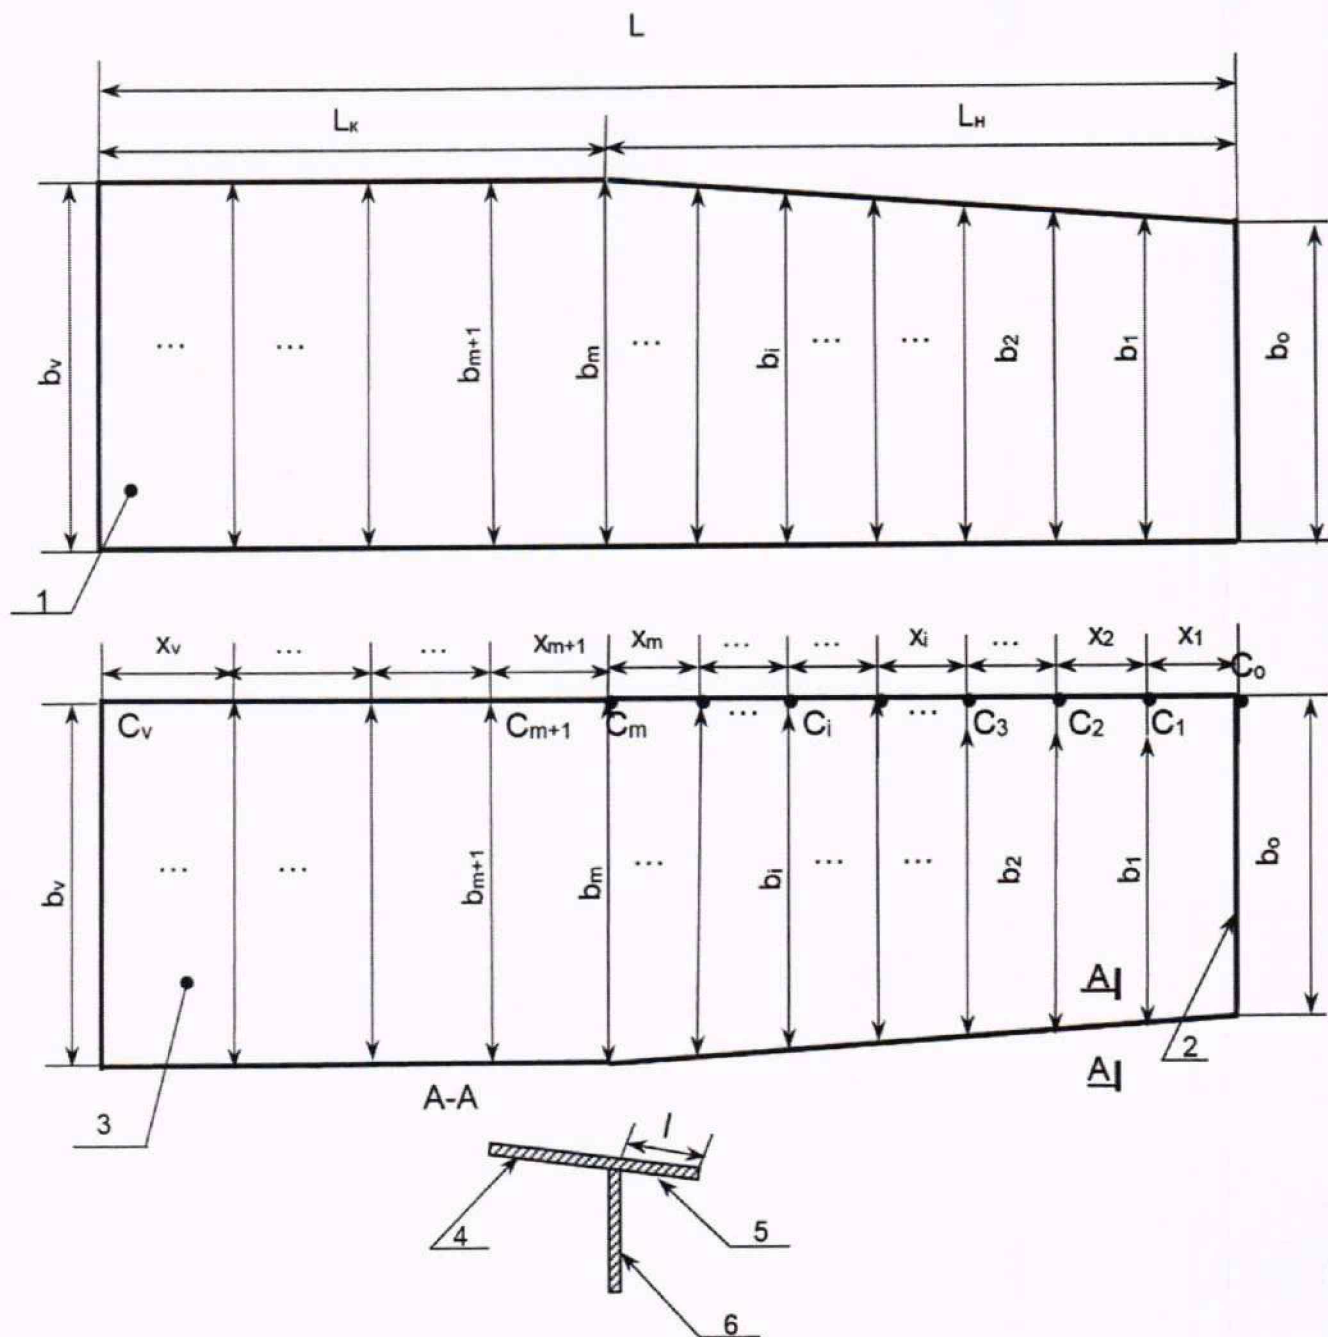 L
Lк Lн
bv ... ... bm+1 bm ... bi ... ... b2 b1 bo
1
xv ... ... xm+1 xm ... ... xi ... x2 x1
Co
Cv Cm+1 Cm ... Ci ... C3 C2 C1
bv ... ... bm+1 bm ... bi ... ... b2 b1 bo
A
2
A
3 A-A
l
4 5
6